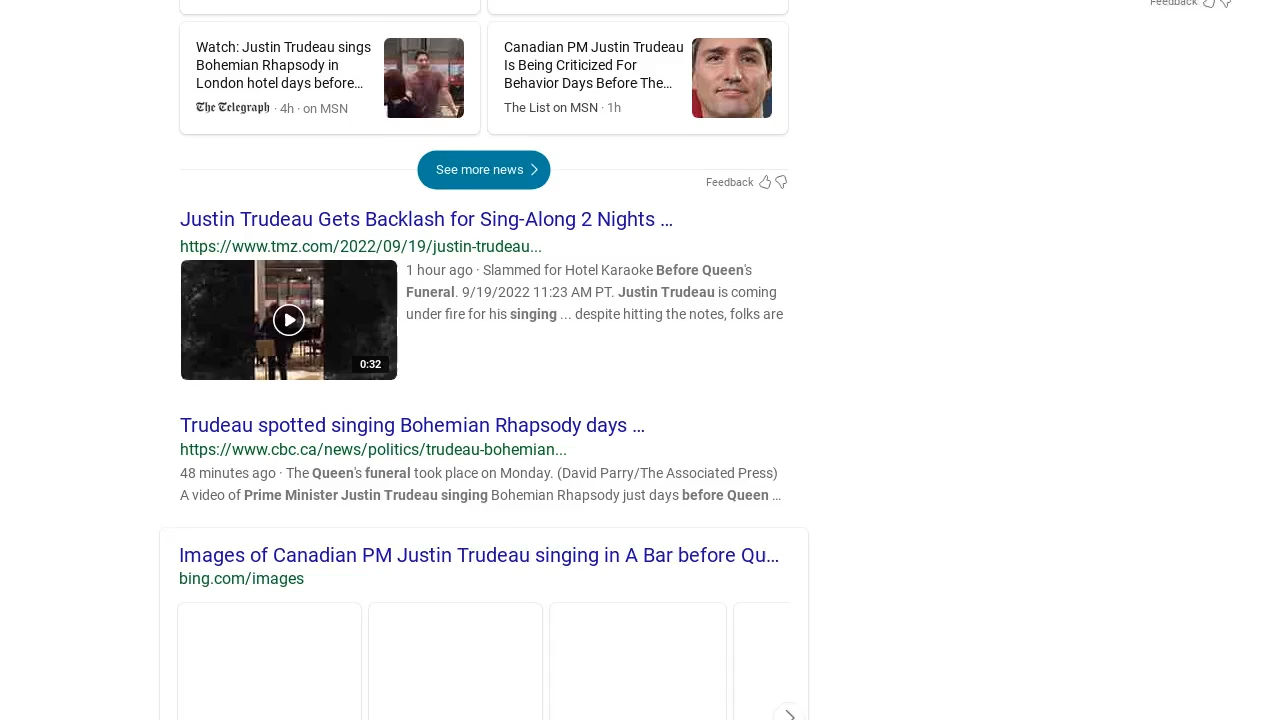 Feedback
Watch: Justin Trudeau sings
Bohemian Rhapsody in
London hotel days before…
The Telegraph · 4h · on MSN
Canadian PM Justin Trudeau
Is Being Criticized For
Behavior Days Before The…
The List on MSN · 1h
See more news
Feedback
Justin Trudeau Gets Backlash for Sing-Along 2 Nights …
https://www.tmz.com/2022/09/19/justin-trudeau...
0:32
1 hour ago · Slammed for Hotel Karaoke Before Queen's
Funeral. 9/19/2022 11:23 AM PT. Justin Trudeau is coming
under fire for his singing ... despite hitting the notes, folks are
Trudeau spotted singing Bohemian Rhapsody days …
https://www.cbc.ca/news/politics/trudeau-bohemian...
48 minutes ago · The Queen's funeral took place on Monday. (David Parry/The Associated Press)
A video of Prime Minister Justin Trudeau singing Bohemian Rhapsody just days before Queen …
Images of Canadian PM Justin Trudeau singing in A Bar before Qu…
bing.com/images